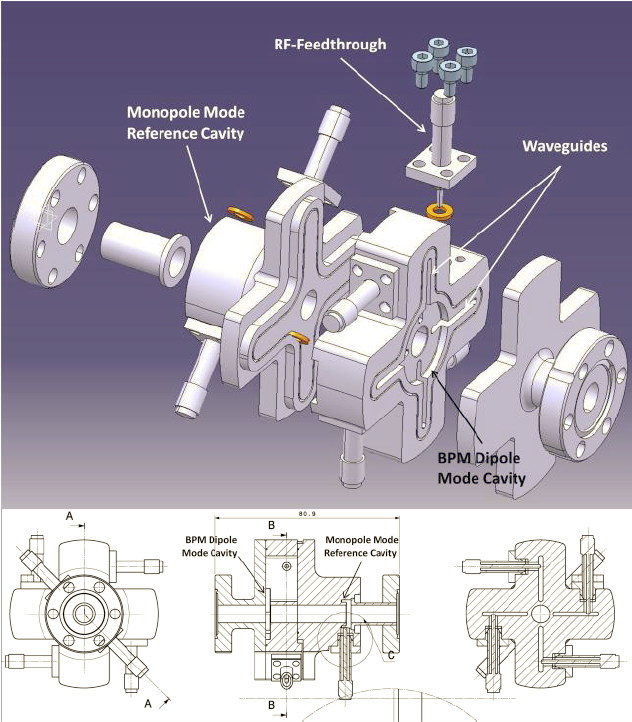 RF-Feedthrough
Monopole Mode
Reference Cavity
Waveguides
BPM Dipole
Mode Cavity
80.9
A
B
BPM Dipole
Mode Cavity
Monopole Mode
Reference Cavity
C
A
B